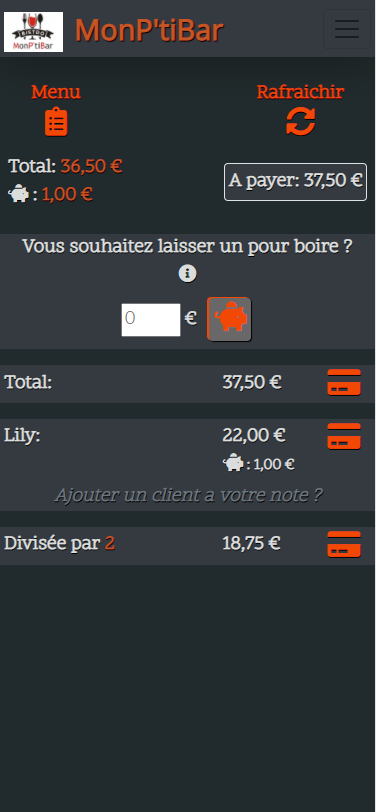 BISTRO
MonP'tiBar
MonP'tiBar
Menu
Rafraichir
Total: 36,50 €
: 1,00 €
A payer: 37,50 €
Vous souhaitez laisser un pour boire ?
0 €
Total: 37,50 €
Lily: 22,00 €
: 1,00 €
Ajouter un client a votre note ?
Divisée par 2 18,75 €